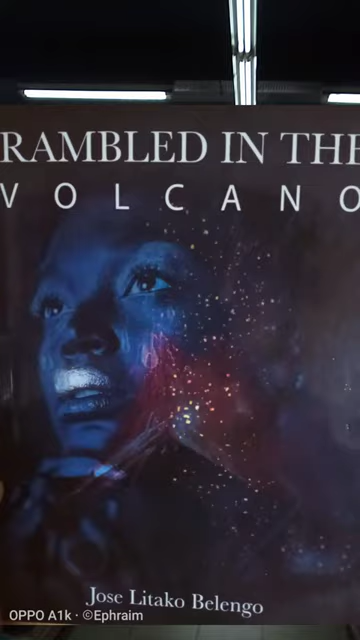 RAMBLED IN THE
VOLCANO
Jose Litako Belengo
OPPO A1k · ©Ephraim